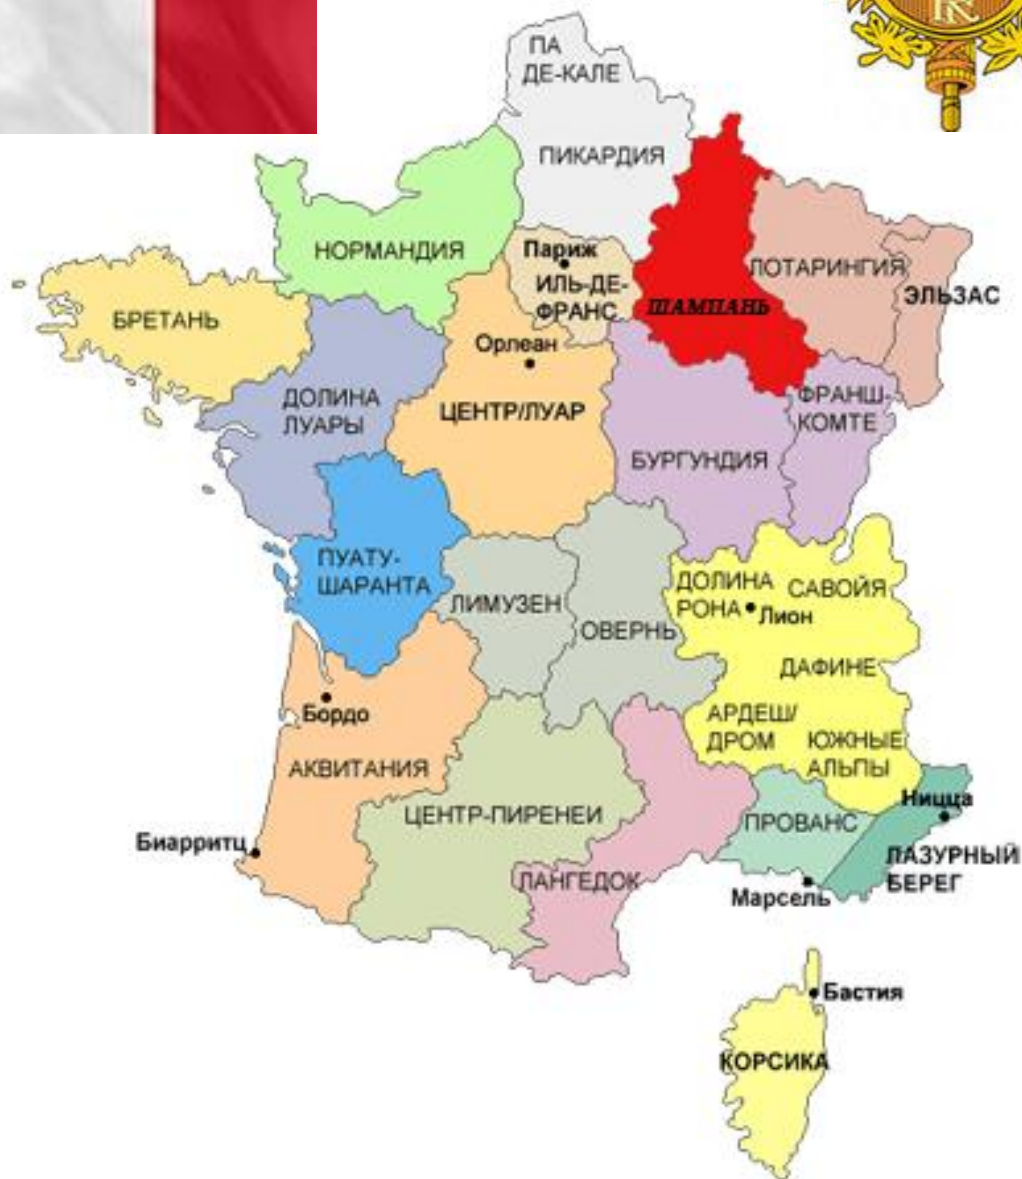 ПА
ДЕ-КАЛЕ
ПИКАРДИЯ
НОРМАНДИЯ
Париж
ИЛЬ-ДЕ-
ФРАНС
ШАМПАНЬ
ЛОТАРИНГИЯ
ЭЛЬЗАС
БРЕТАНЬ
Орлеан
ДОЛИНА
ЛУАРЫ
ЦЕНТР/ЛУАР
ФРАНШ-
КОМТЕ
БУРГУНДИЯ
ПУАТУ-
ШАРАНТА
ЛИМУЗЕН
ОВЕРНЬ
ДОЛИНА
РОНА
САВОЙЯ
Лион
ДАФИНЕ
Бордо
АРДЕШ/
ДРОМ
ЮЖНЫЕ
АЛЬПЫ
АКВИТАНИЯ
ЦЕНТР-ПИРЕНЕИ
Ницца
ПРОВАНС
Биарритц
ЛАЗУРНЫЙ
БЕРЕГ
ЛАНГЕДОК
Марсель
Бастия
КОРСИКА